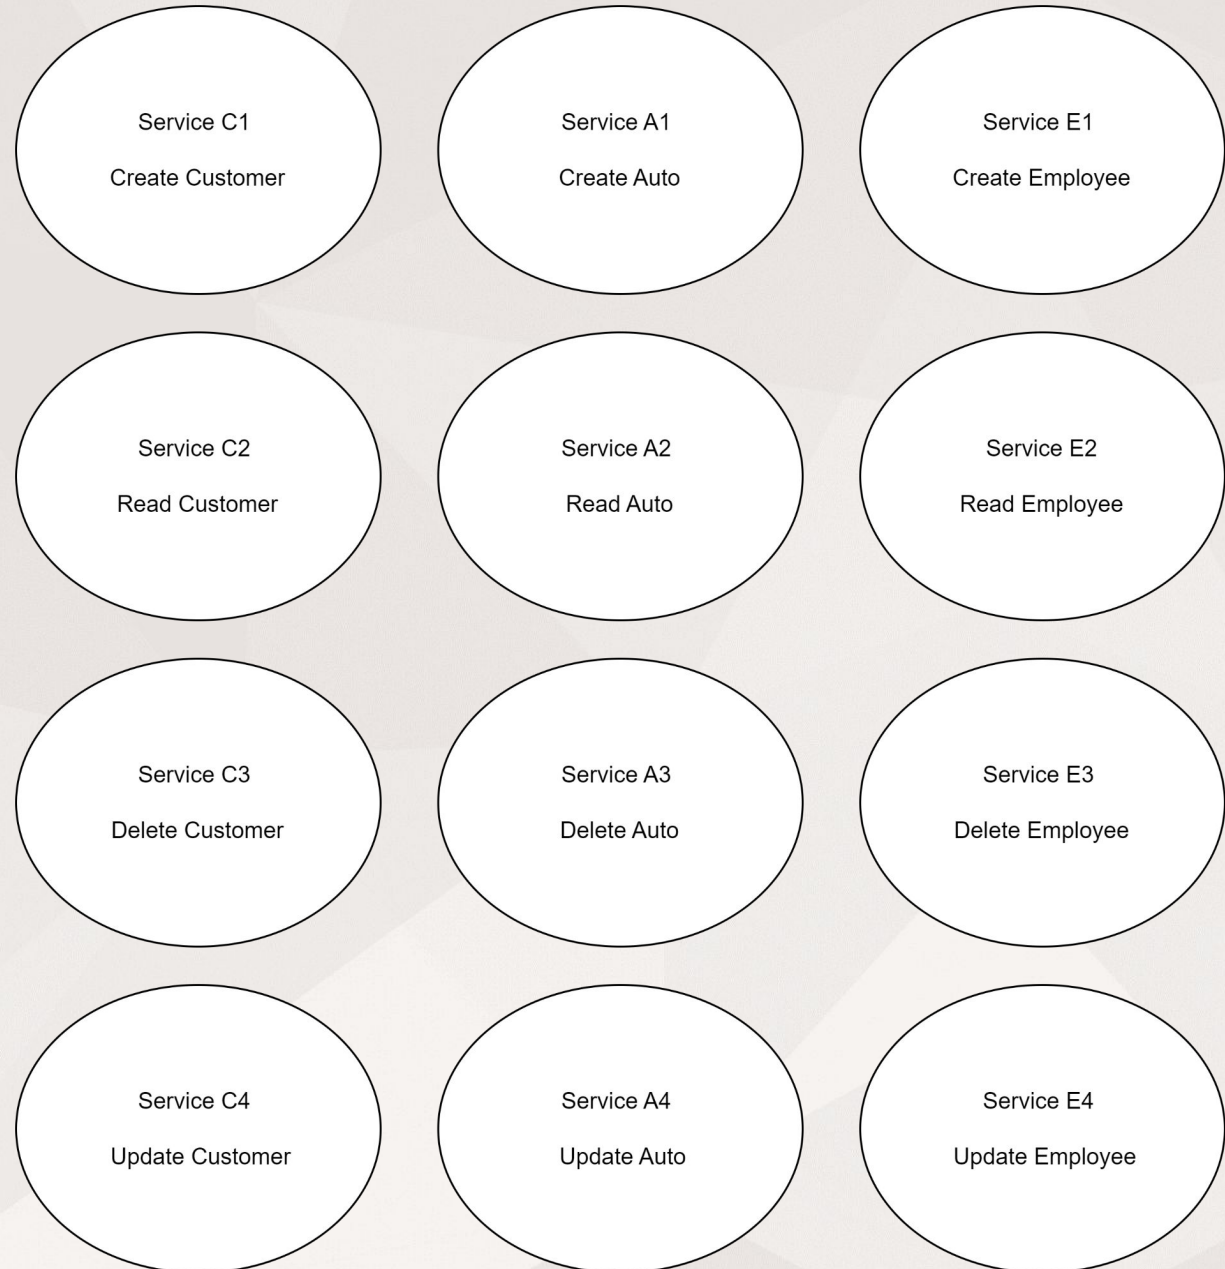 Service C1
Create Customer
Service A1
Create Auto
Service E1
Create Employee
Service C2
Read Customer
Service A2
Read Auto
Service E2
Read Employee
Service C3
Delete Customer
Service A3
Delete Auto
Service E3
Delete Employee
Service C4
Update Customer
Service A4
Update Auto
Service E4
Update Employee